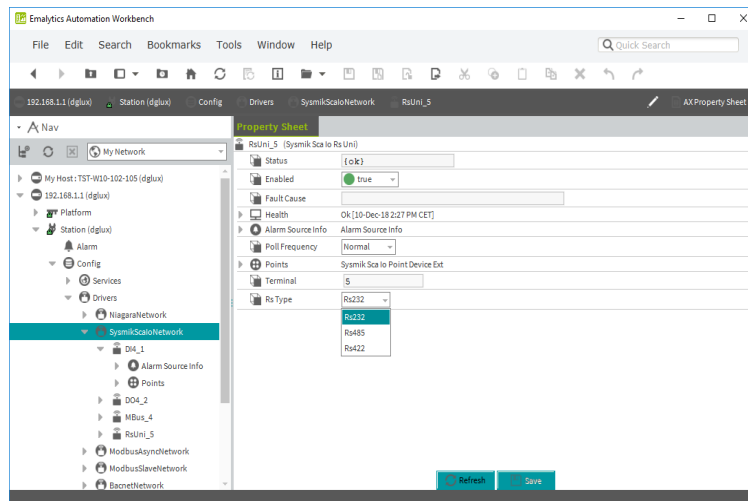 Emalytics Automation Workbench
File Edit Search Bookmarks Tools Window Help
Quick Search
192.168.1.1 (dglux) Station (dglux) Config Drivers SysmikScaIoNetwork RsUni_5 AX Property Sheet
Nav
My Network
My Host : TST-W10-102-105 (dglux)
192.168.1.1 (dglux)
Platform
Station (dglux)
Alarm
Config
Services
Drivers
NiagaraNetwork
SysmikScaIoNetwork
DI4_1
Alarm Source Info
Points
DO4_2
MBus_4
RsUni_5
ModbusAsyncNetwork
ModbusSlaveNetwork
BacnetNetwork
Property Sheet
RsUni_5 (Sysmik Sca Io Rs Uni)
Status {ok}
Enabled true
Fault Cause
Health Ok [10-Dec-18 2:27 PM CET]
Alarm Source Info Alarm Source Info
Poll Frequency Normal
Points Sysmik Sca Io Point Device Ext
Terminal 5
Rs Type Rs232
Rs232
Rs485
Rs422
Refresh Save